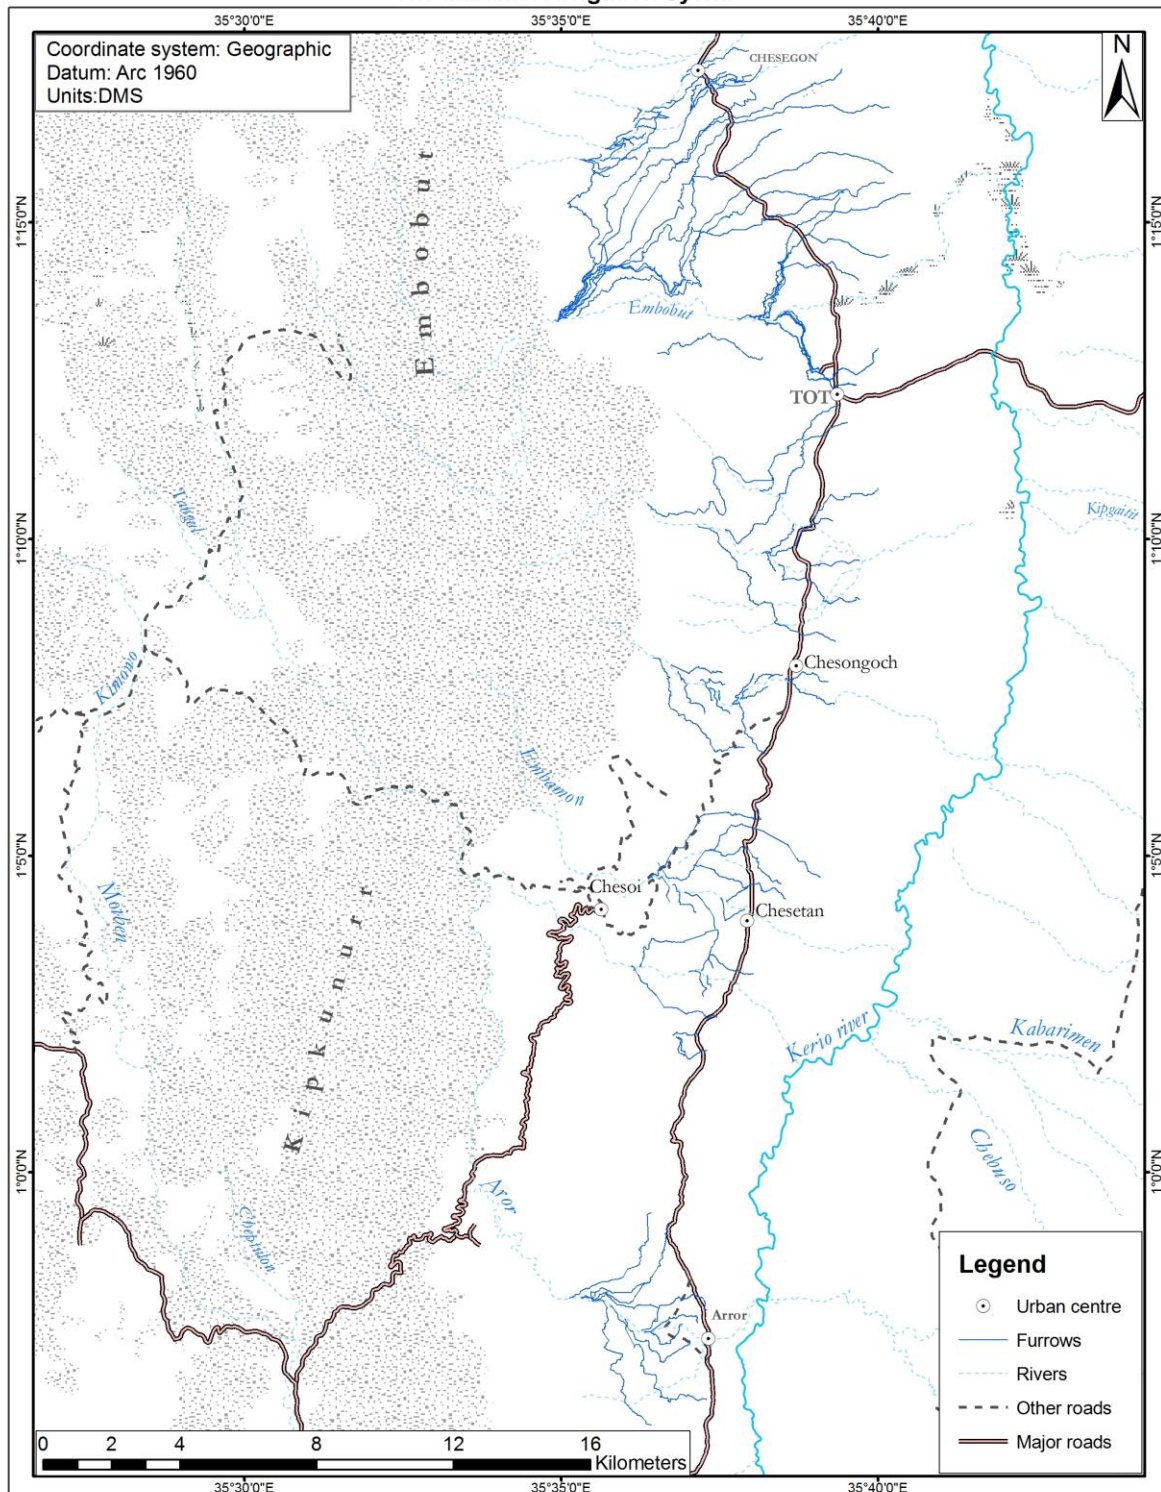 35°30'0"E
35°35'0"E
35°40'0"E
Coordinate system: Geographic
Datum: Arc 1960
Units:DMS
N
CHESEGON
Embobut
1°15'0"N
1°15'0"N
Embobut
TOT
Tangul
Kipgaitit
1°10'0"N
1°10'0"N
Kimowo
Chesongoch
Embamon
1°5'0"N
1°5'0"N
Chesoi
Chesetan
Moiben
Kipkunurr
Kerio river
Kabarimen
Chebuso
1°0'0"N
1°0'0"N
Aror
Arror
Legend
Urban centre
Furrows
Rivers
Other roads
Major roads
0 2 4 8 12 16
Kilometers
35°30'0"E
35°35'0"E
35°40'0"E